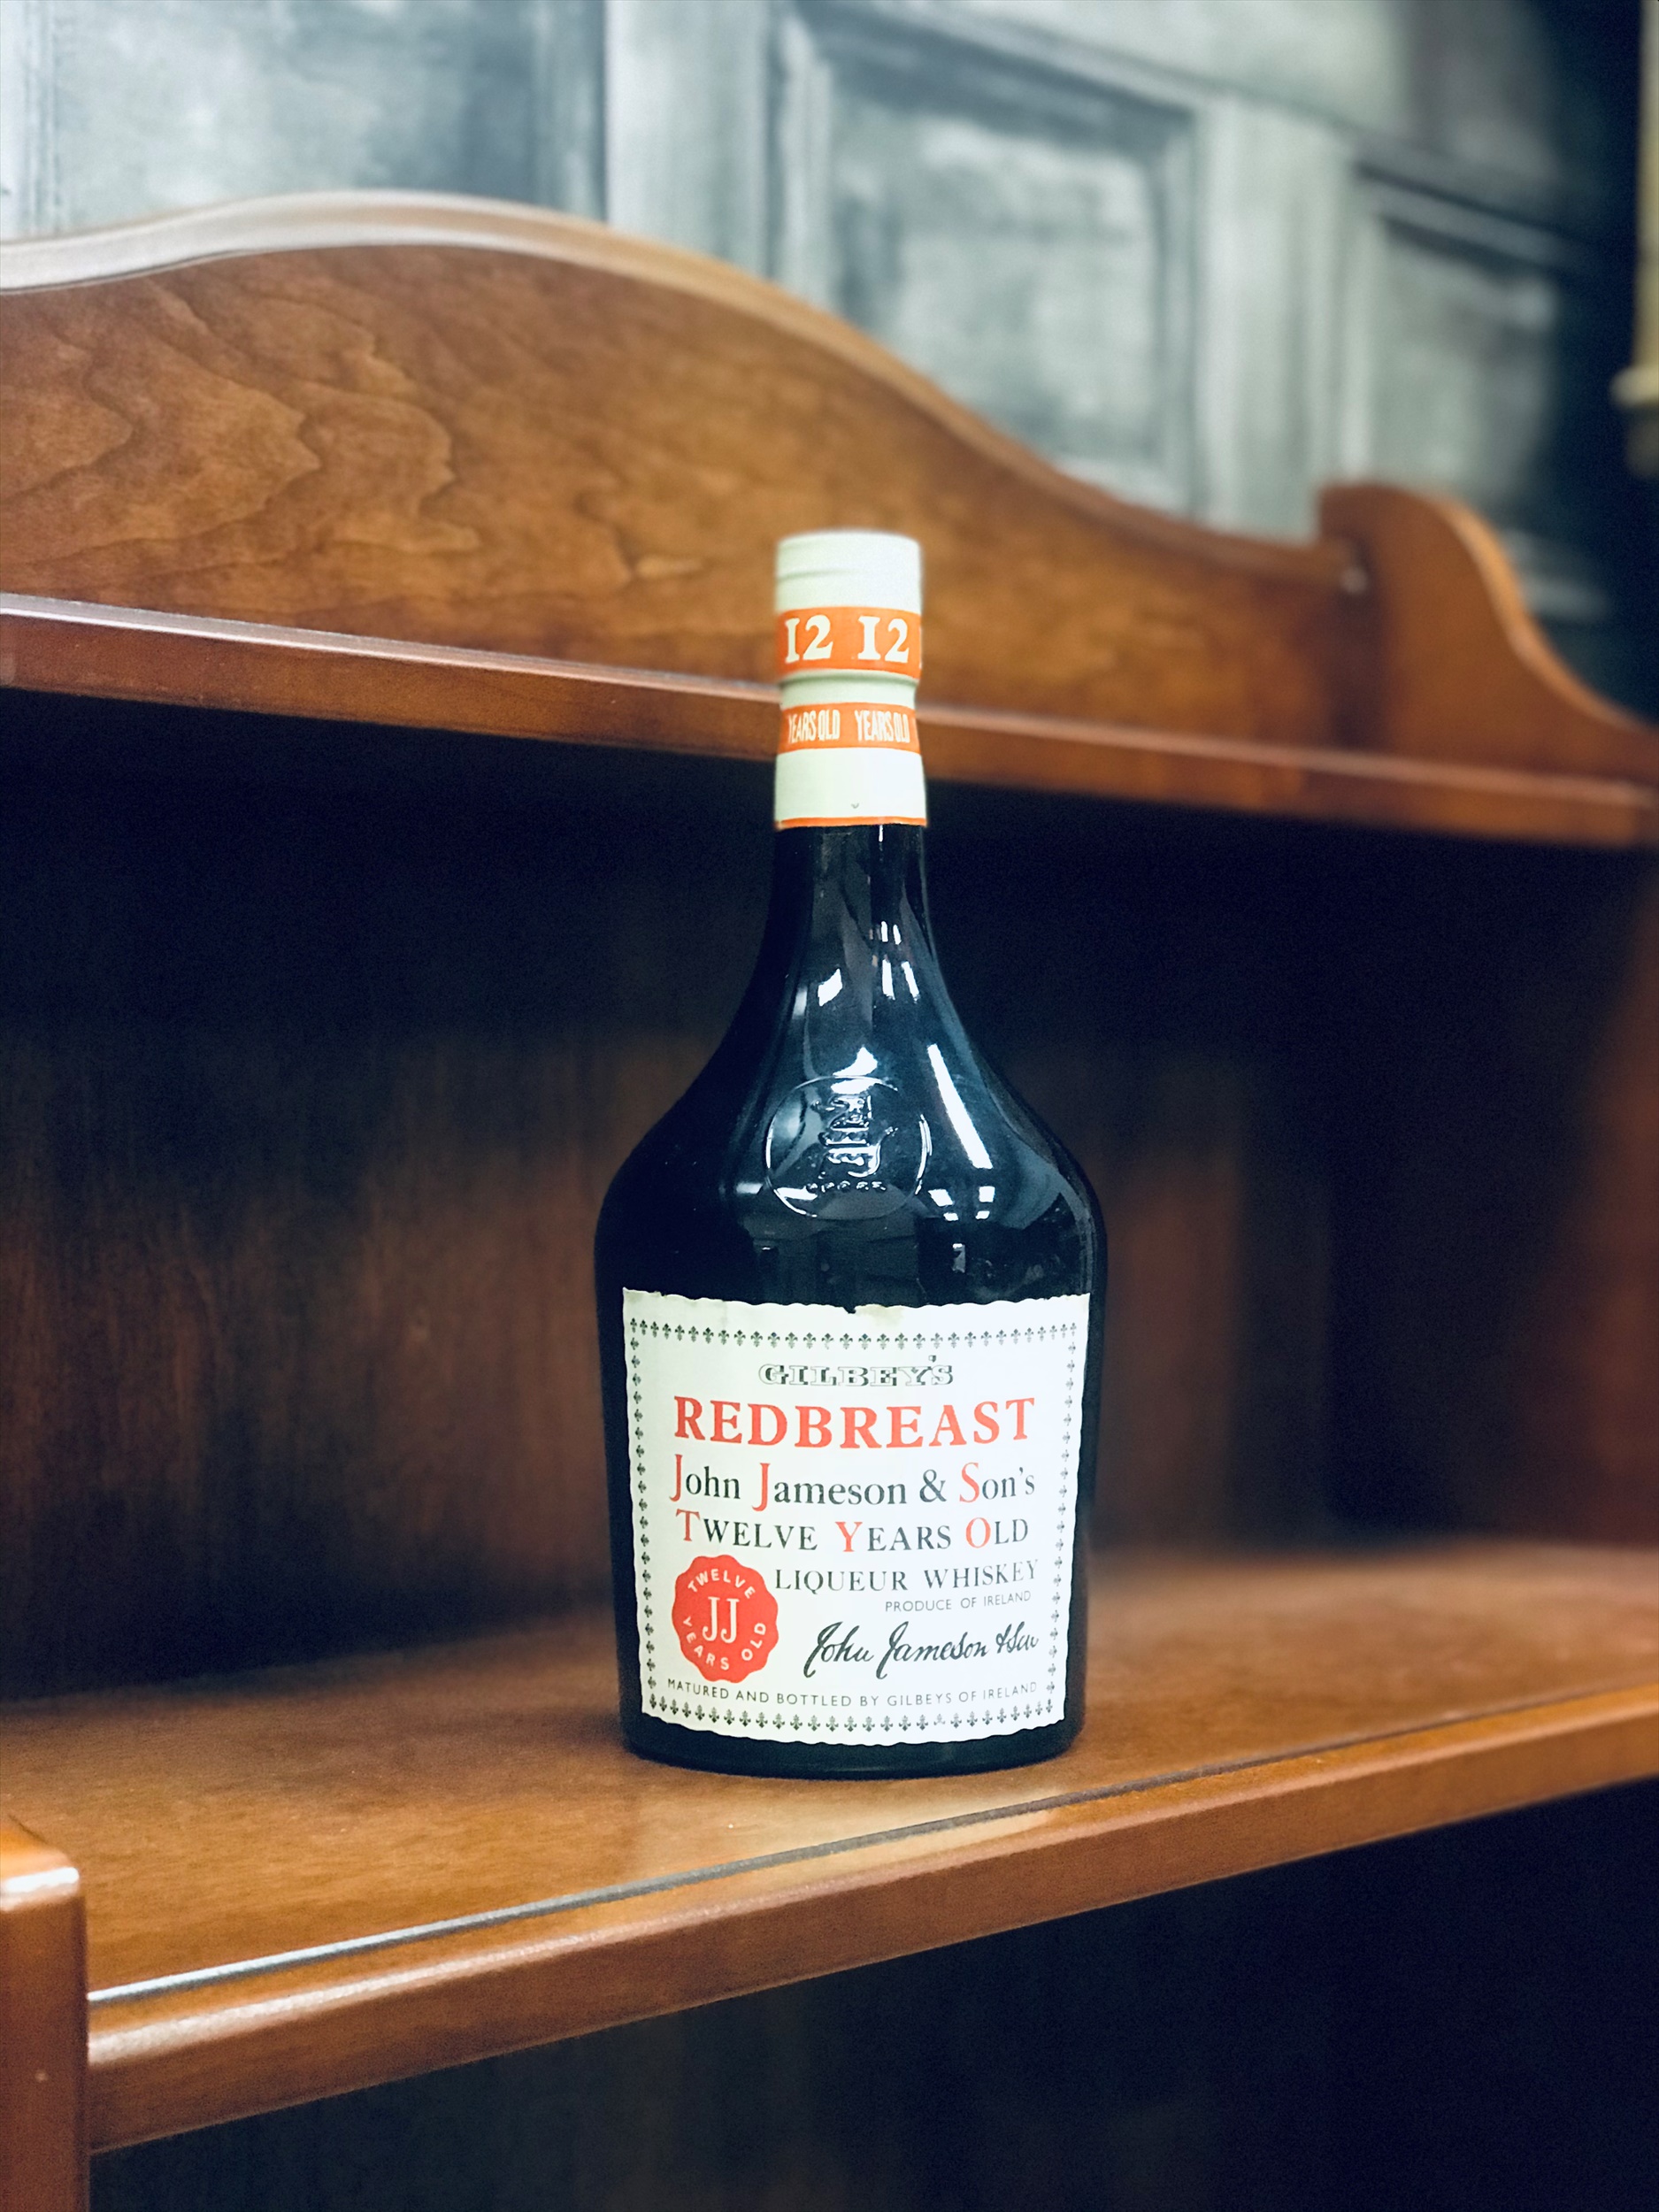 12 12
YEARS OLD YEARS OLD
GILBEY'S
REDBREAST
John Jameson & Son's
TWELVE YEARS OLD
LIQUEUR WHISKEY
PRODUCE OF IRELAND
TWELVE
JJ
YEARS OLD
John Jameson & Son
MATURED AND BOTTLED BY GILBEYS OF IRELAND